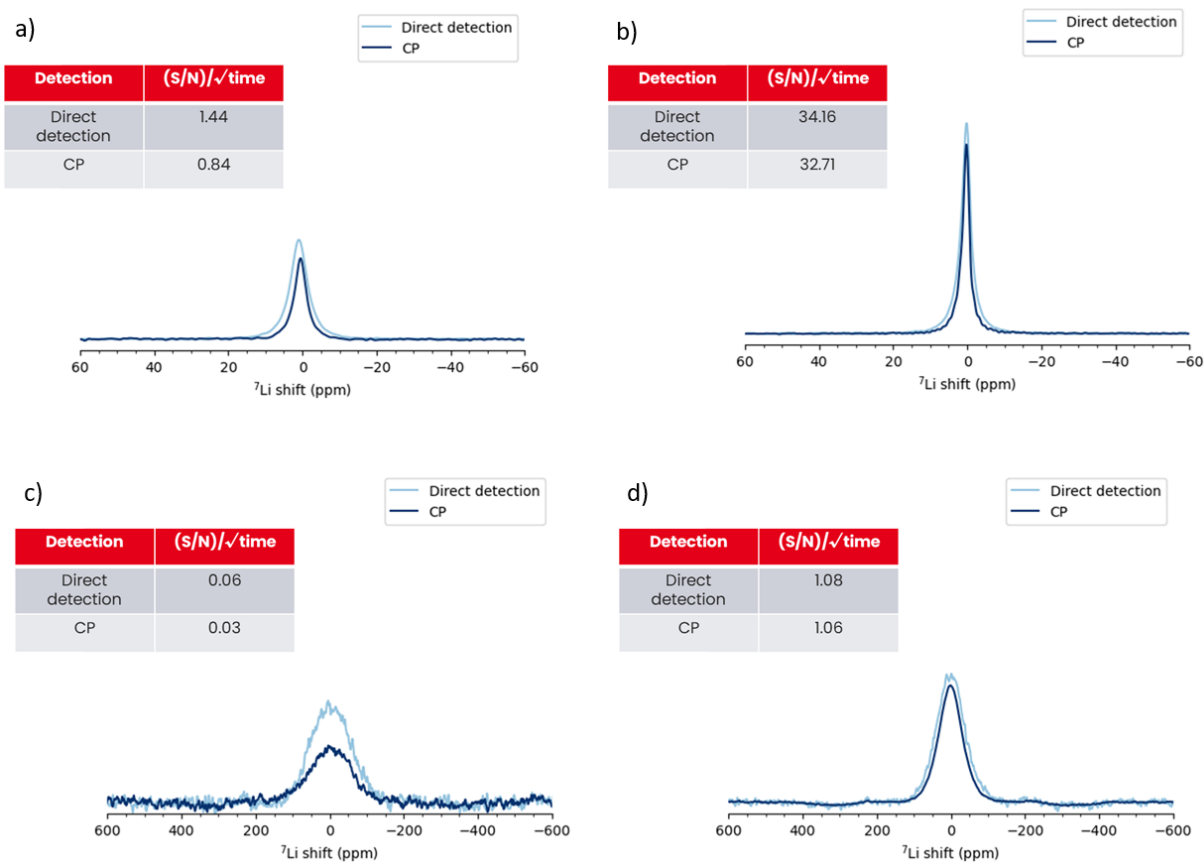 a)
Direct detection
CP
Detection (S/N)/√time
Direct
detection 1.44
CP 0.84
60 40 20 0 −20 −40 −60
⁷Li shift (ppm)
b)
Direct detection
CP
Detection (S/N)/√time
Direct
detection 34.16
CP 32.71
60 40 20 0 −20 −40 −60
⁷Li shift (ppm)
c)
Direct detection
CP
Detection (S/N)/√time
Direct
detection 0.06
CP 0.03
600 400 200 0 −200 −400 −600
⁷Li shift (ppm)
d)
Direct detection
CP
Detection (S/N)/√time
Direct
detection 1.08
CP 1.06
600 400 200 0 −200 −400 −600
⁷Li shift (ppm)